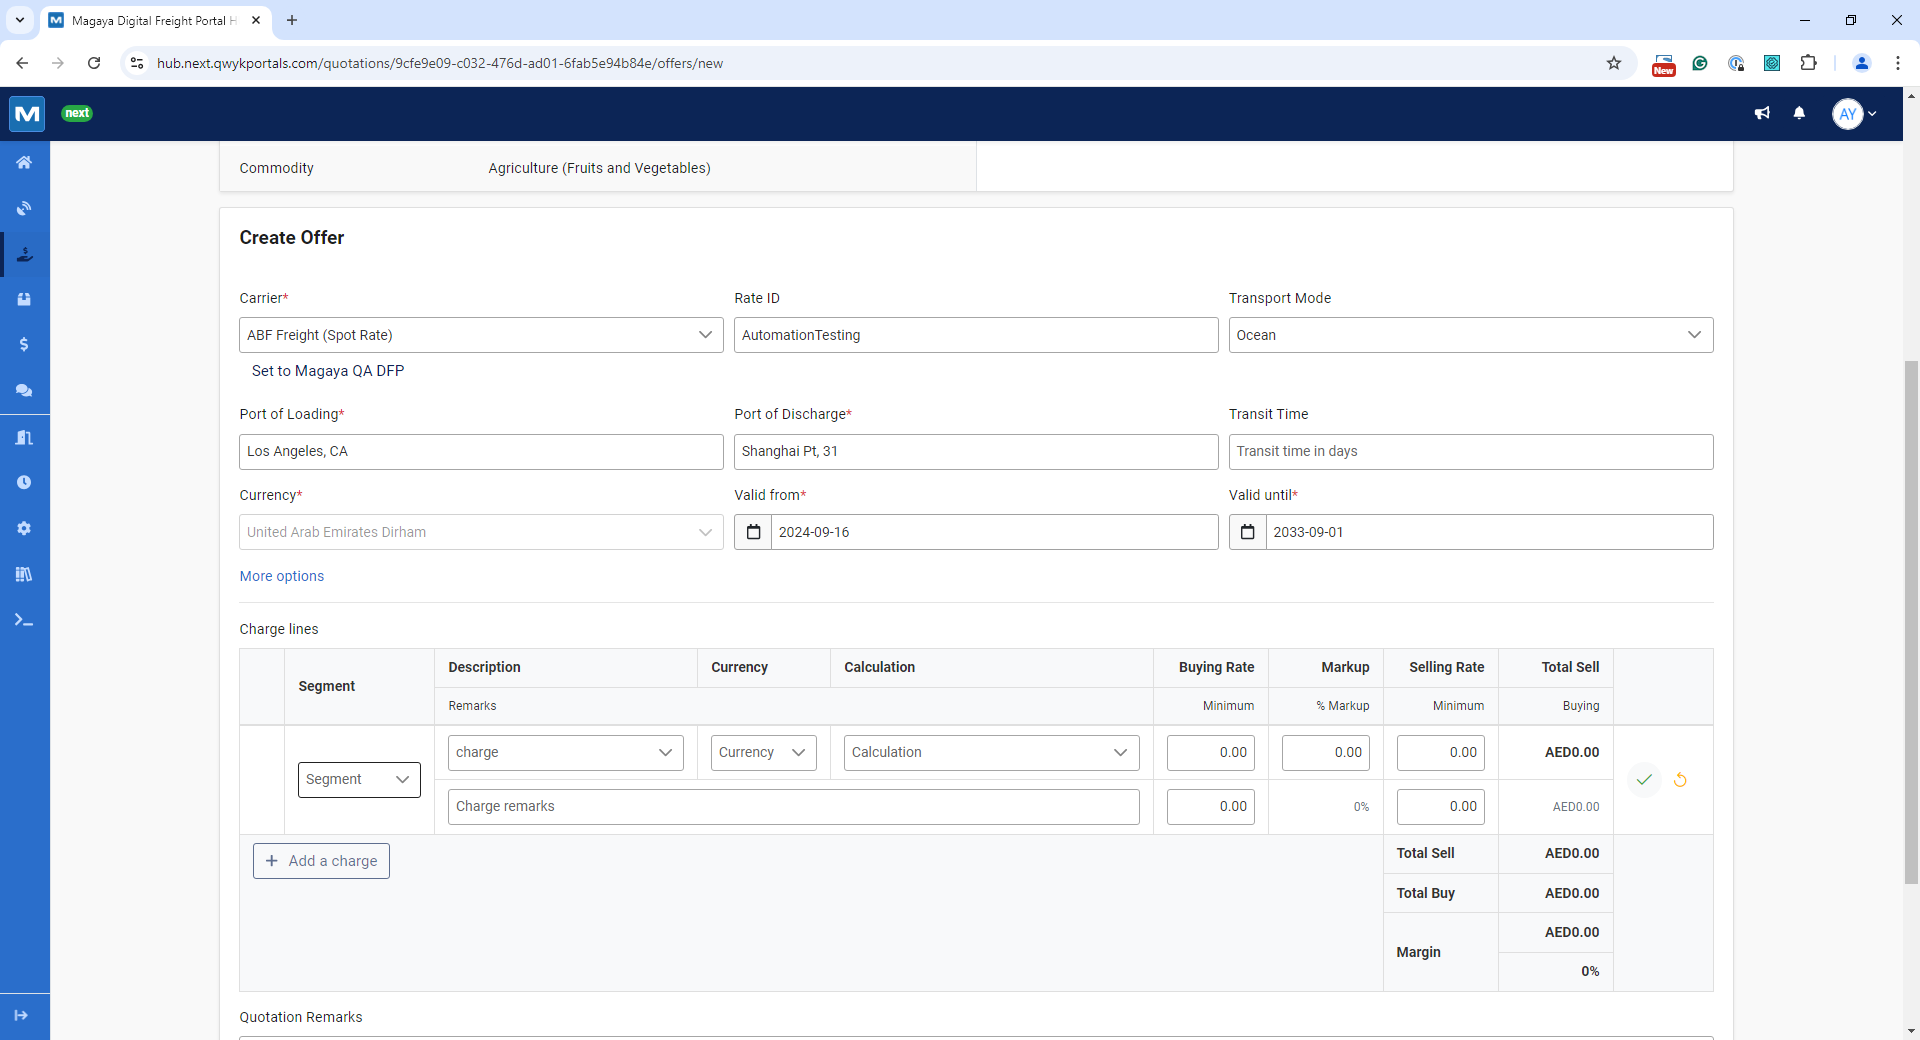 Magaya Digital Freight Portal H
hub.next.qwykportals.com/quotations/9cfe9e09-c032-476d-ad01-6fab5e94b84e/offers/new
New
next
AY
Commodity Agriculture (Fruits and Vegetables)
Create Offer
Carrier* Rate ID Transport Mode
ABF Freight (Spot Rate) AutomationTesting Ocean
Set to Magaya QA DFP
Port of Loading* Port of Discharge* Transit Time
Los Angeles, CA Shanghai Pt, 31 Transit time in days
Currency* Valid from* Valid until*
United Arab Emirates Dirham 2024-09-16 2033-09-01
More options
Charge lines
Segment Description Currency Calculation Buying Rate Markup Selling Rate Total Sell
Remarks Minimum % Markup Minimum Buying
charge Currency Calculation 0.00 0.00 0.00 AED0.00
Segment
Charge remarks 0.00 0% 0.00 AED0.00
Add a charge Total Sell AED0.00
Total Buy AED0.00
AED0.00
Margin
0%
Quotation Remarks